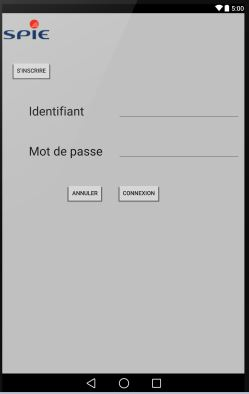 5:00
SPIE
S'INSCRIRE
Identifiant
Mot de passe
ANNULER CONNEXION